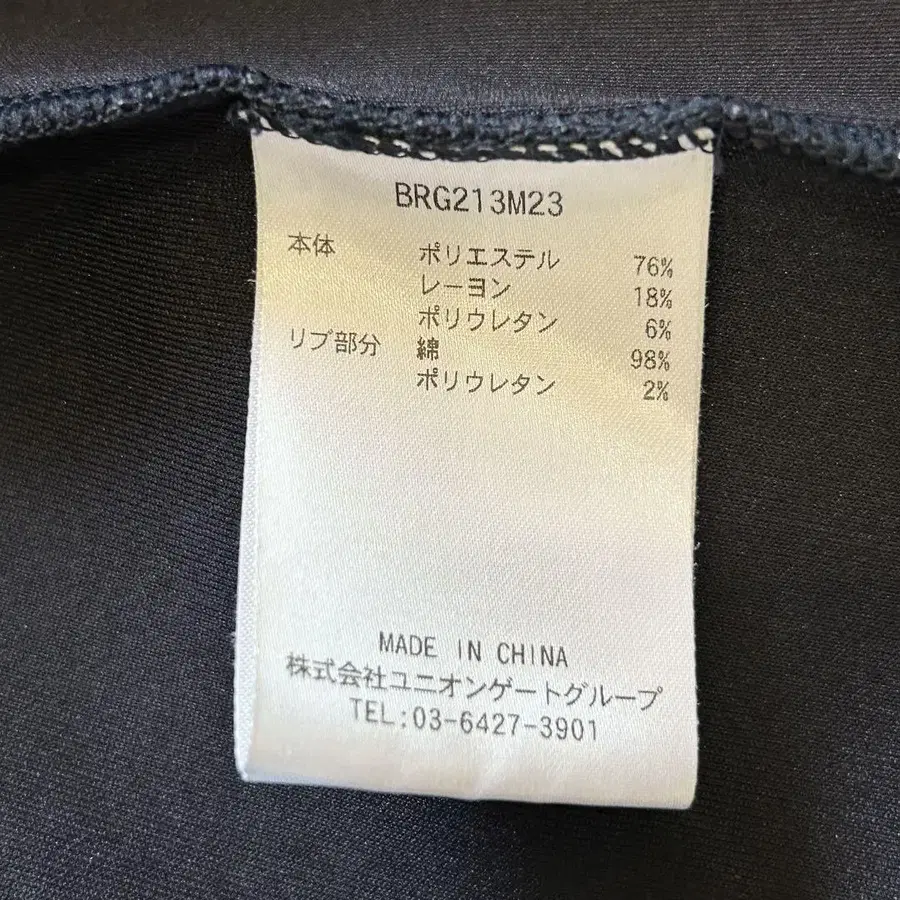 BRG213M23
本体 ポリエステル 76%
レーヨン 18%
ポリウレタン 6%
リブ部分 綿 98%
ポリウレタン 2%
MADE IN CHINA
株式会社ユニオンゲートグループ
TEL:03-6427-3901